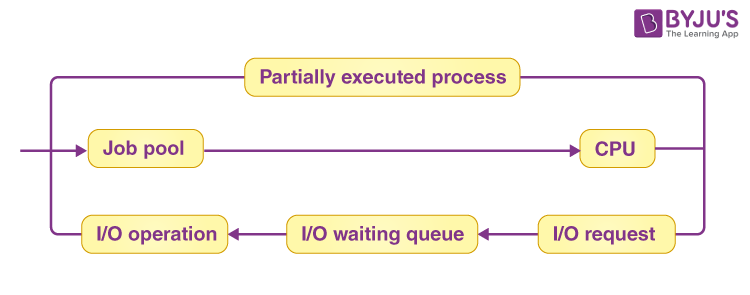 BYJU'S
The Learning App
Partially executed process
Job pool
CPU
I/O operation
I/O waiting queue
I/O request